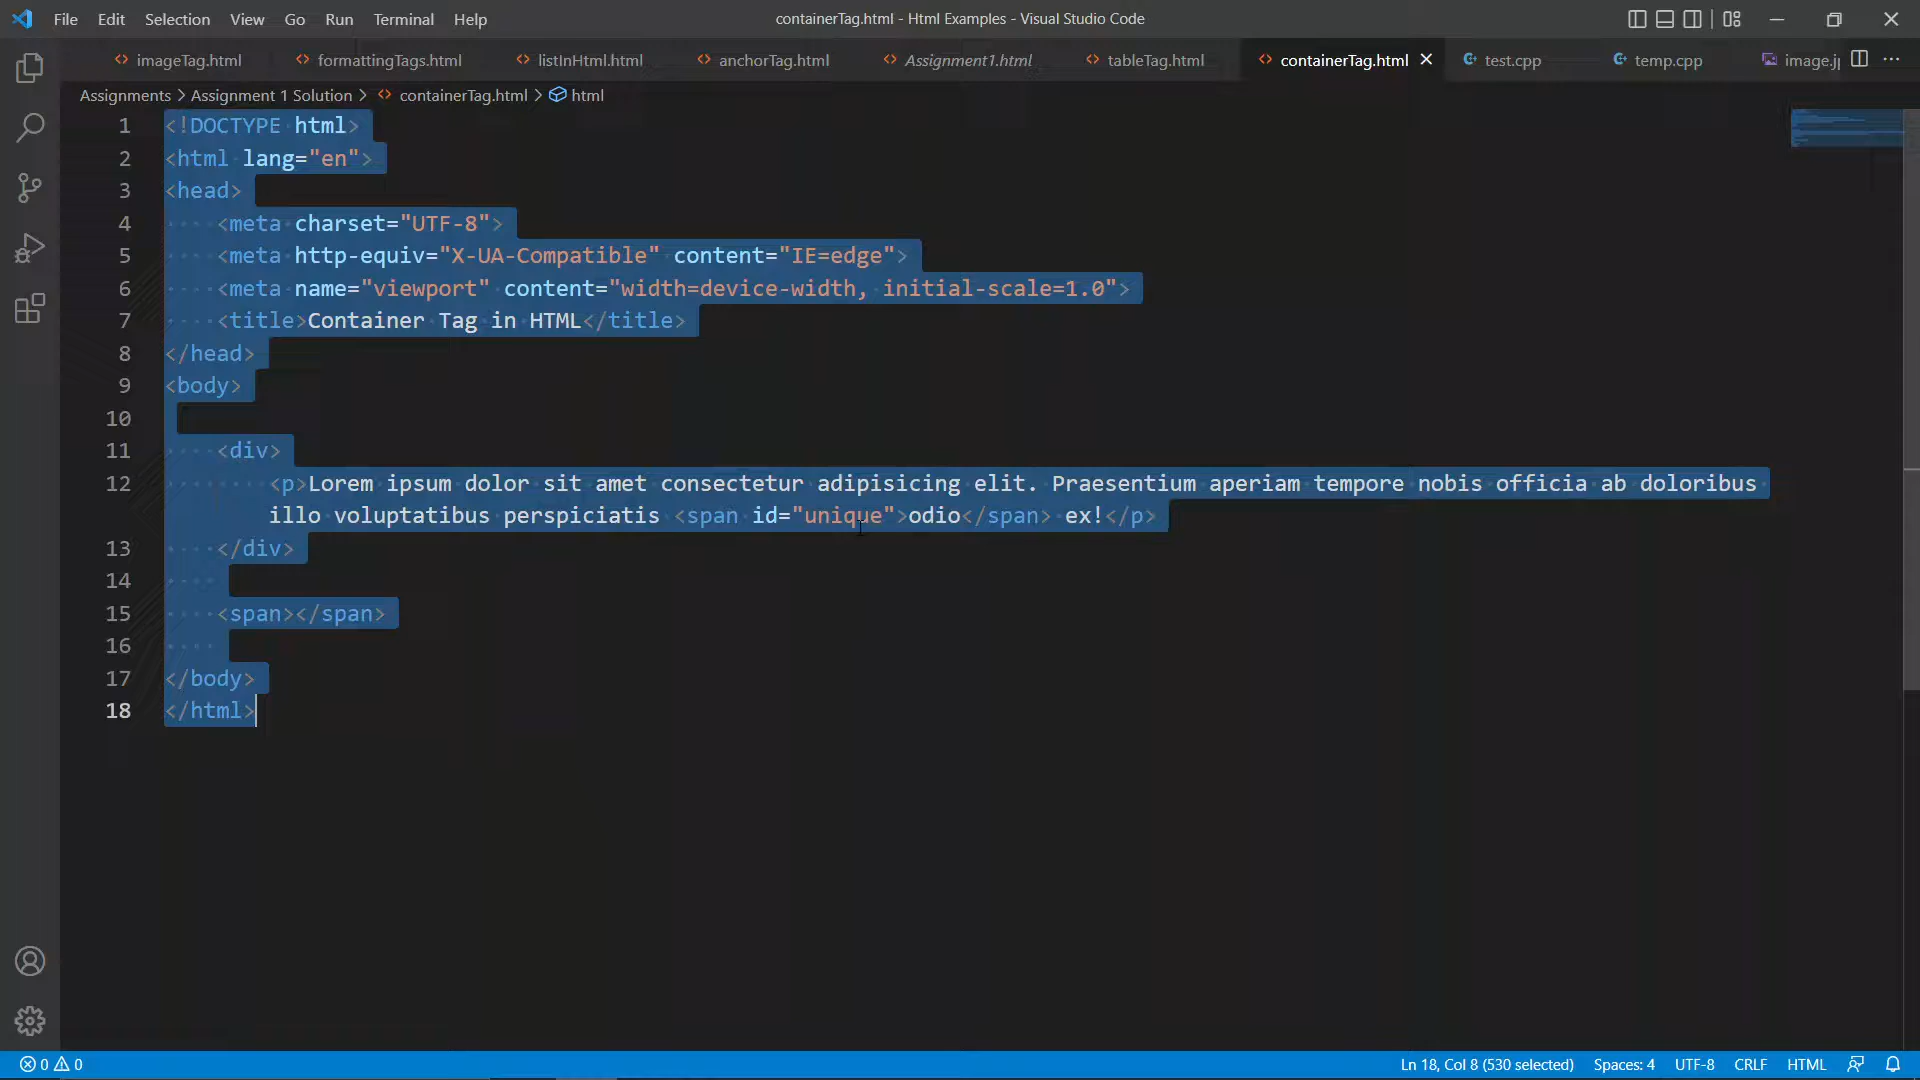 File Edit Selection View Go Run Terminal Help containerTag.html - Html Examples - Visual Studio Code
imageTag.html formattingTags.html listInHtml.html anchorTag.html Assignment1.html tableTag.html containerTag.html test.cpp temp.cpp image.j
Assignments > Assignment 1 Solution > containerTag.html > html
1 <!DOCTYPE html>
2 <html lang="en">
3 <head>
4 <meta charset="UTF-8">
5 <meta http-equiv="X-UA-Compatible" content="IE=edge">
6 <meta name="viewport" content="width=device-width, initial-scale=1.0">
7 <title>Container Tag in HTML</title>
8 </head>
9 <body>
10
11 <div>
12 <p>Lorem ipsum dolor sit amet consectetur adipisicing elit. Praesentium aperiam tempore nobis officia ab doloribus
illo voluptatibus perspiciatis <span id="unique">odio</span> ex!</p>
13 </div>
14
15 <span></span>
16
17 </body>
18 </html>
0 0 Ln 18, Col 8 (530 selected) Spaces: 4 UTF-8 CRLF HTML